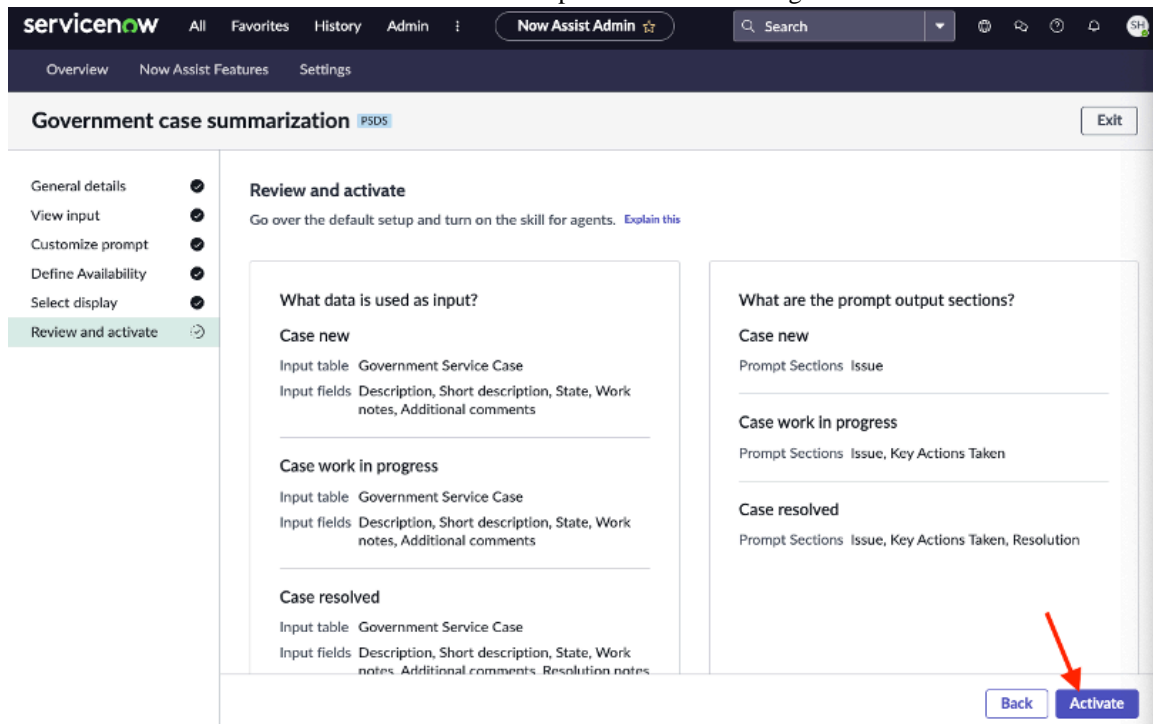 servicenow All Favorites History Admin Now Assist Admin Search SH
Overview Now Assist Features Settings
Government case summarization PSDS Exit
General details
View input
Customize prompt
Define Availability
Select display
Review and activate
Review and activate
Go over the default setup and turn on the skill for agents. Explain this
What data is used as input?
Case new
Input table Government Service Case
Input fields Description, Short description, State, Work
notes, Additional comments
Case work in progress
Input table Government Service Case
Input fields Description, Short description, State, Work
notes, Additional comments
Case resolved
Input table Government Service Case
Input fields Description, Short description, State, Work
notes, Additional comments, Resolution notes
What are the prompt output sections?
Case new
Prompt Sections Issue
Case work in progress
Prompt Sections Issue, Key Actions Taken
Case resolved
Prompt Sections Issue, Key Actions Taken, Resolution
Back Activate